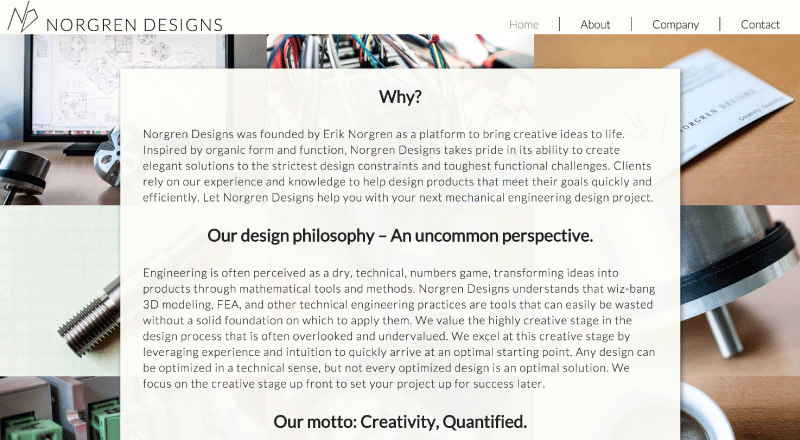 NORGREN DESIGNS
Home
About
Company
Contact
Why?
Norgren Designs was founded by Erik Norgren as a platform to bring creative ideas to life.
Inspired by organic form and function, Norgren Designs takes pride in its ability to create
elegant solutions to the strictest design constraints and toughest functional challenges. Clients
rely on our experience and knowledge to help design products that meet their goals quickly and
efficiently. Let Norgren Designs help you with your next mechanical engineering design project.
Our design philosophy – An uncommon perspective.
Engineering is often perceived as a dry, technical, numbers game, transforming ideas into
products through mathematical tools and methods. Norgren Designs understands that wiz-bang
3D modeling, FEA, and other technical engineering practices are tools that can easily be wasted
without a solid foundation on which to apply them. We value the highly creative stage in the
design process that is often overlooked and undervalued. We excel at this creative stage by
leveraging experience and intuition to quickly arrive at an optimal starting point. Any design can
be optimized in a technical sense, but not every optimized design is an optimal solution. We
focus on the creative stage up front to set your project up for success later.
Our motto: Creativity, Quantified.